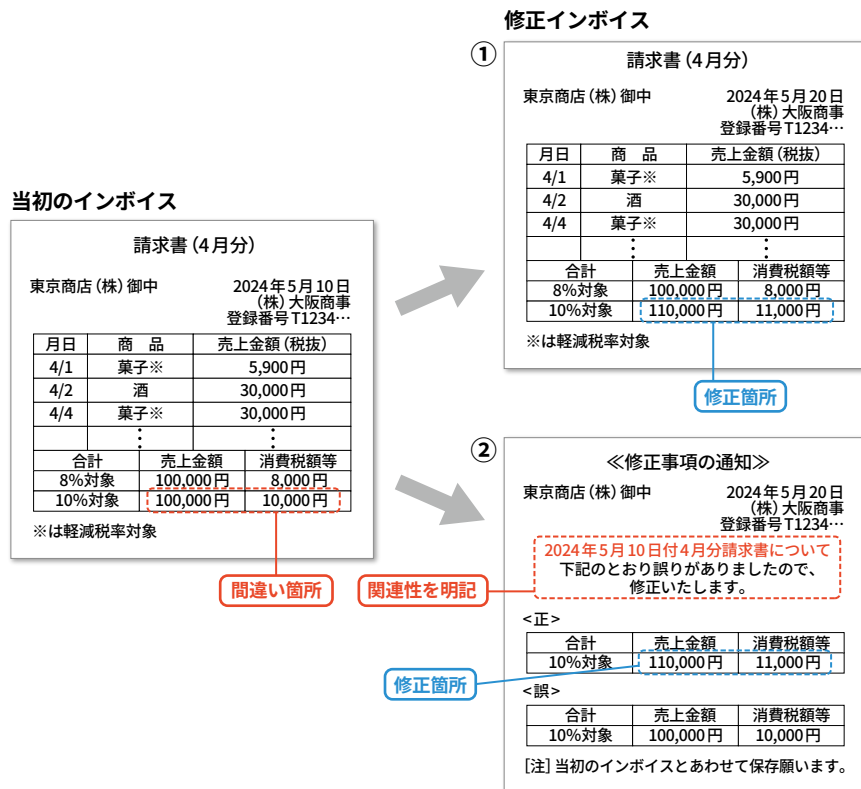 当初のインボイス
請求書（4月分）
東京商店（株）御中 2024年5月10日
（株）大阪商事
登録番号T1234…
月日 商　品 売上金額（税抜）
4/1 菓子※ 5,900円
4/2 酒 30,000円
4/4 菓子※ 30,000円
⋮ ⋮
合計 売上金額 消費税額等
8%対象 100,000円 8,000円
10%対象 100,000円 10,000円
※は軽減税率対象
間違い箇所
修正インボイス
①
請求書（4月分）
東京商店（株）御中 2024年5月20日
（株）大阪商事
登録番号T1234…
月日 商　品 売上金額（税抜）
4/1 菓子※ 5,900円
4/2 酒 30,000円
4/4 菓子※ 30,000円
⋮ ⋮
合計 売上金額 消費税額等
8%対象 100,000円 8,000円
10%対象 110,000円 11,000円
※は軽減税率対象
修正箇所
②
≪修正事項の通知≫
東京商店（株）御中 2024年5月20日
（株）大阪商事
登録番号T1234…
2024年5月10日付4月分請求書について
下記のとおり誤りがありましたので、
修正いたします。
関連性を明記
<正>
合計 売上金額 消費税額等
10%対象 110,000円 11,000円
修正箇所
<誤>
合計 売上金額 消費税額等
10%対象 100,000円 10,000円
［注］当初のインボイスとあわせて保存願います。